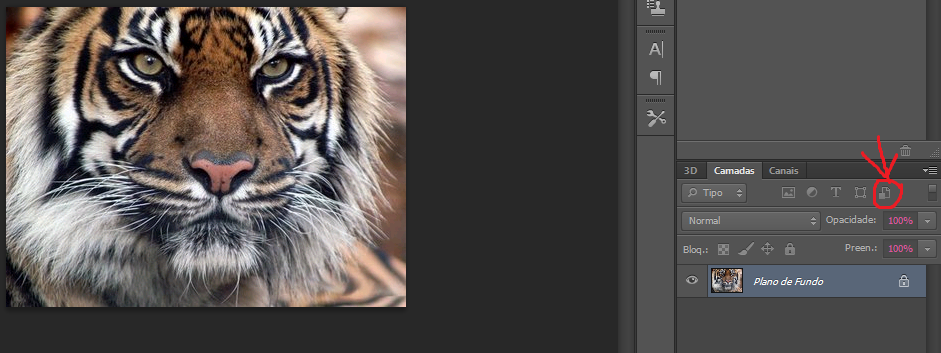 A|
3D Camadas Canais
Tipo T
Normal Opacidade: 100%
Bloq.: Preen.: 100%
Plano de Fundo